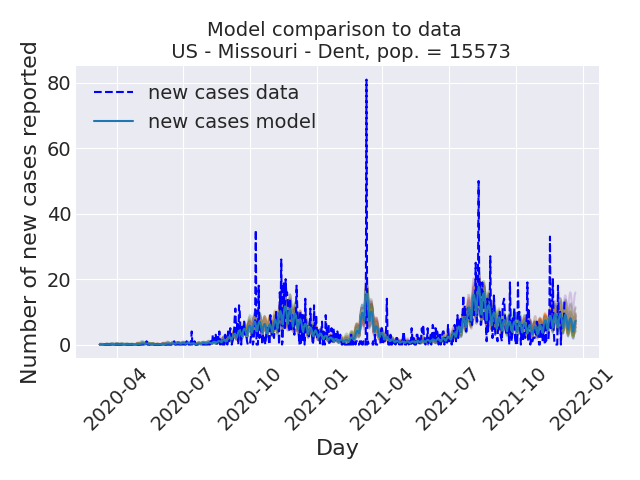 Model comparison to data
US - Missouri - Dent, pop. = 15573
Number of new cases reported
80
60
40
20
0
new cases data
new cases model
2020-04
2020-07
2020-10
2021-01
2021-04
2021-07
2021-10
2022-01
Day